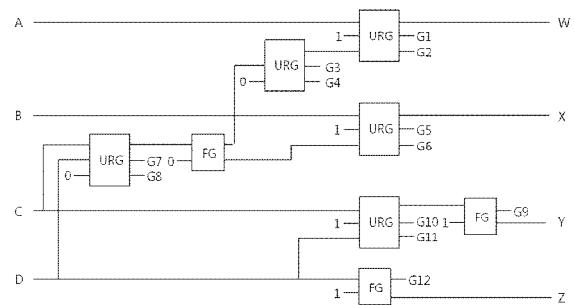 A W
1 URG G1
G2
URG G3
0 G4
B X
1 URG G5
G6
URG G7 0 FG
0 G8
C Y
1 URG G10 1 FG G9
G11
D FG G12
1 Z